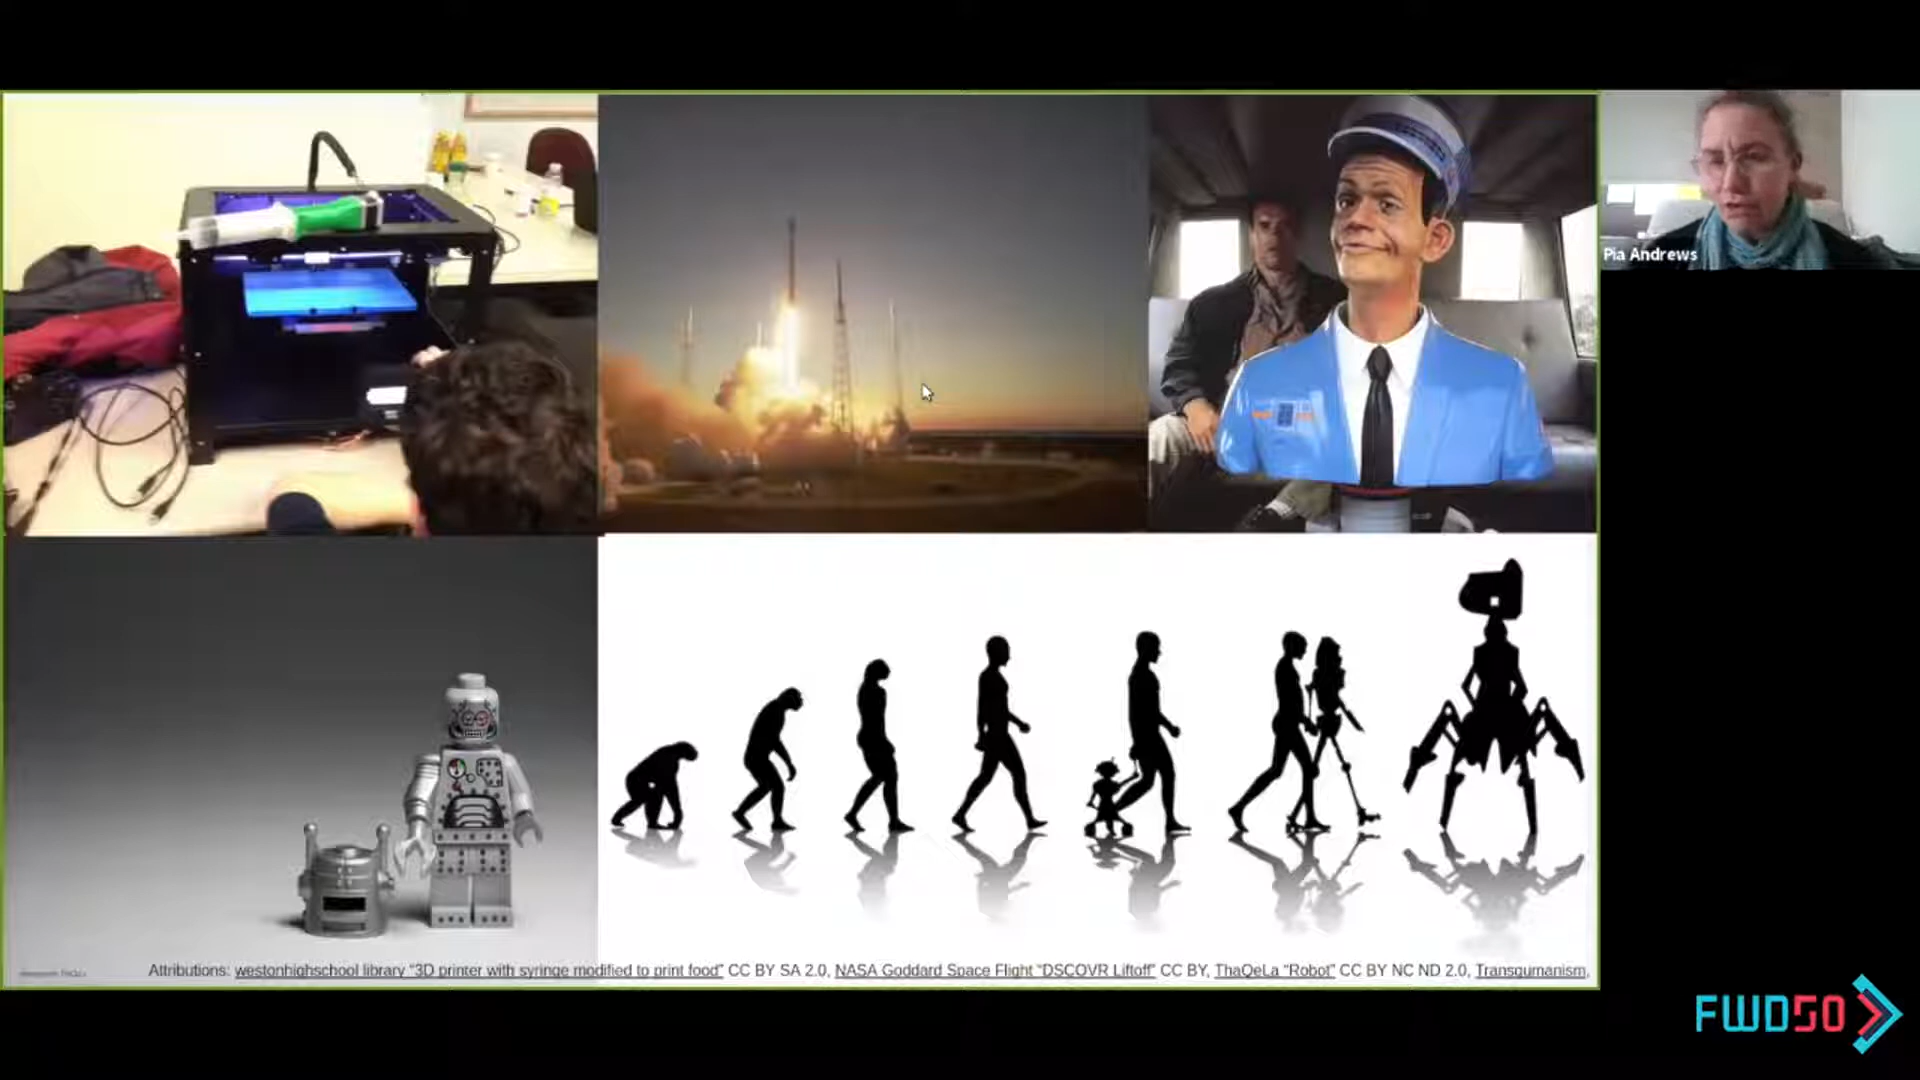 Pia Andrews
Attributions: westonhighschool library "3D printer with syringe modified to print food" CC BY SA 2.0, NASA Goddard Space Flight "DSCOVR Liftoff" CC BY, ThaQeLa "Robot" CC BY NC ND 2.0, Transqumanism,
FWD50